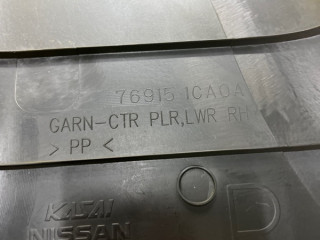 76915 1CA0A
GARN-CTR PLR,LWR RH
> PP <
KASAI
NISSAN
D